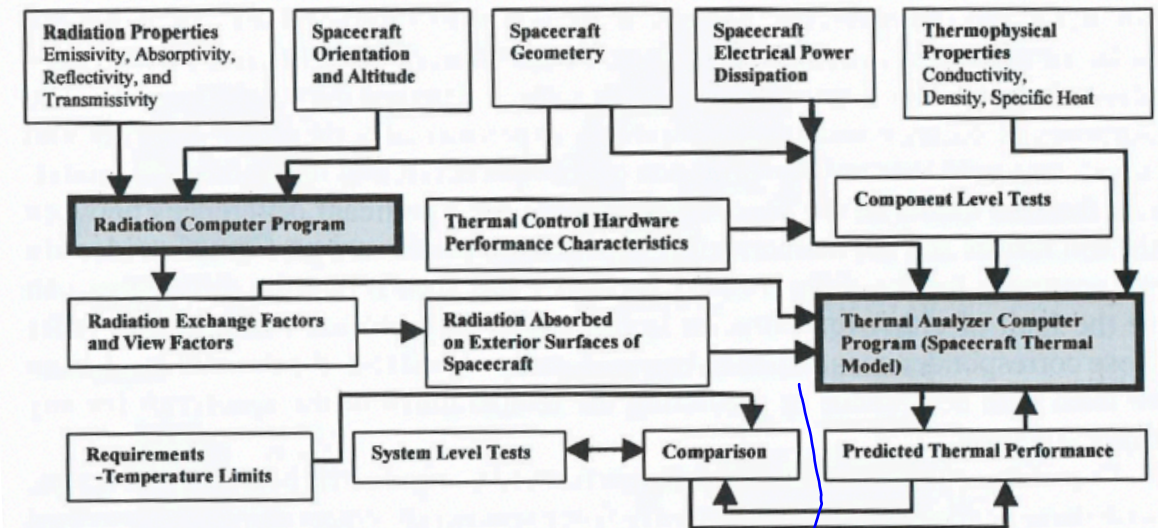 Radiation Properties
Emissivity, Absorptivity,
Reflectivity, and
Transmissivity
Spacecraft
Orientation
and Altitude
Spacecraft
Geometery
Spacecraft
Electrical Power
Dissipation
Thermophysical
Properties
Conductivity,
Density, Specific Heat
Radiation Computer Program
Thermal Control Hardware
Performance Characteristics
Component Level Tests
Radiation Exchange Factors
and View Factors
Radiation Absorbed
on Exterior Surfaces of
Spacecraft
Thermal Analyzer Computer
Program (Spacecraft Thermal
Model)
Requirements
-Temperature Limits
System Level Tests
Comparison
Predicted Thermal Performance